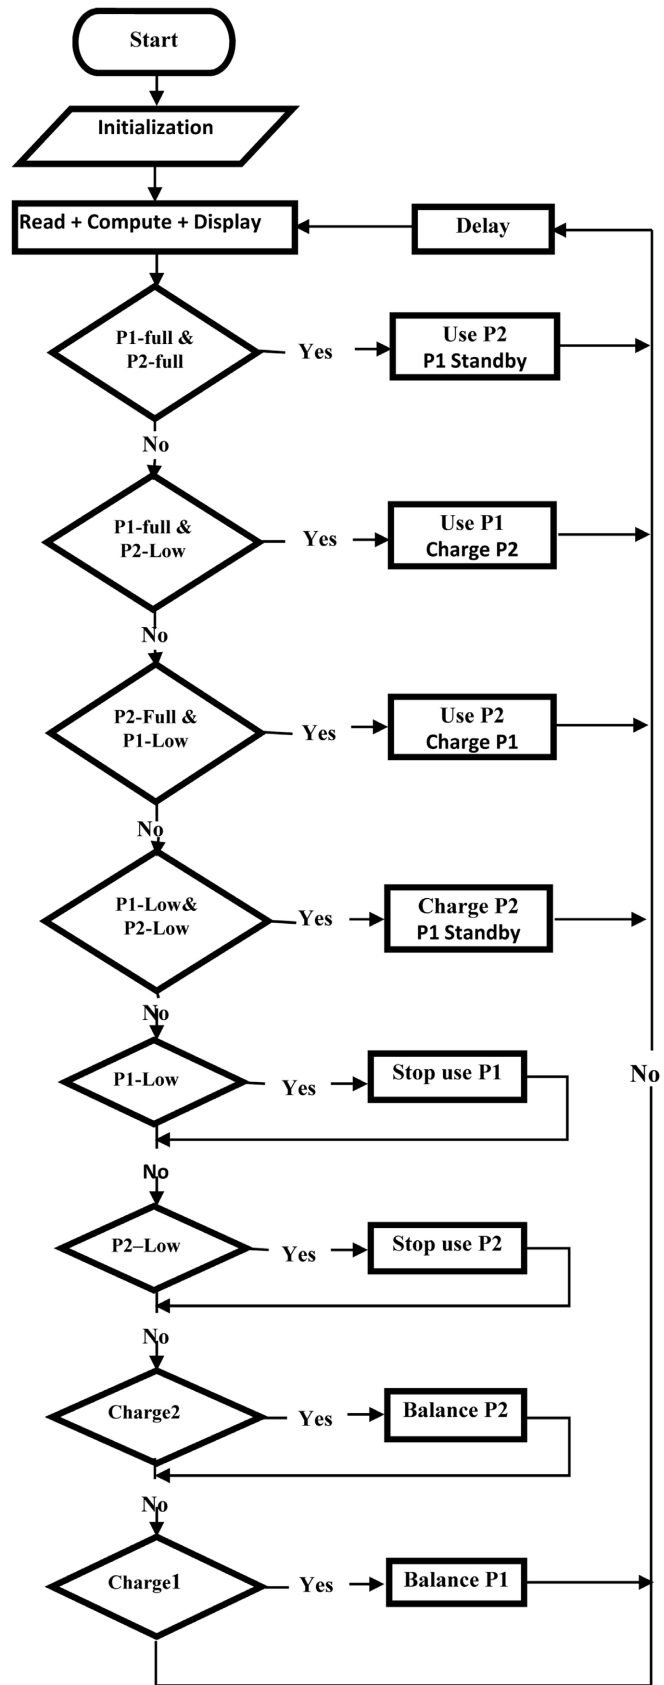 Start
Initialization
Read + Compute + Display
Delay
P1-full &
P2-full
Yes
Use P2
P1 Standby
No
P1-full &
P2-Low
Yes
Use P1
Charge P2
No
P2-Full &
P1-Low
Yes
Use P2
Charge P1
No
P1-Low&
P2-Low
Yes
Charge P2
P1 Standby
No
P1-Low
Yes
Stop use P1
No
No
P2–Low
Yes
Stop use P2
No
Charge2
Yes
Balance P2
No
Charge1
Yes
Balance P1